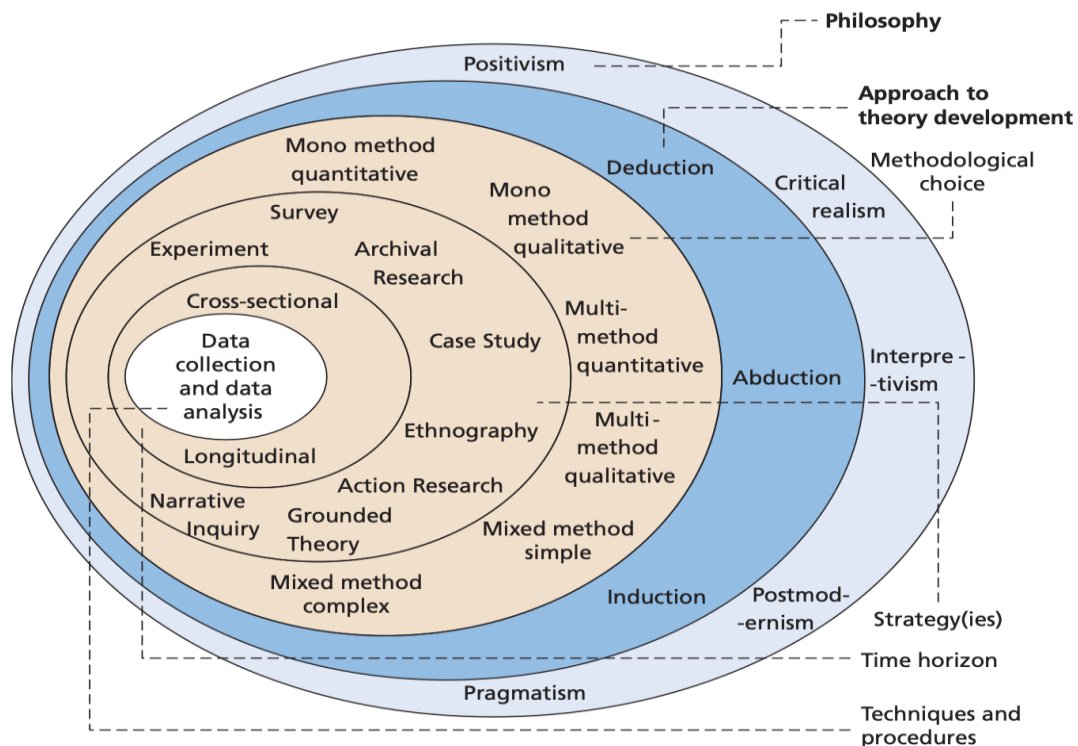 Philosophy
Positivism
Approach to
theory development
Mono method
quantitative
Deduction
Methodological
choice
Critical
realism
Mono
method
qualitative
Survey
Experiment
Archival
Research
Cross-sectional
Multi-
method
quantitative
Data
collection
and data
analysis
Case Study
Abduction
Interpre -
-tivism
Ethnography
Multi-
method
qualitative
Longitudinal
Action Research
Narrative
Inquiry
Grounded
Theory
Mixed method
simple
Mixed method
complex
Induction
Postmod-
-ernism
Strategy(ies)
Time horizon
Pragmatism
Techniques and
procedures